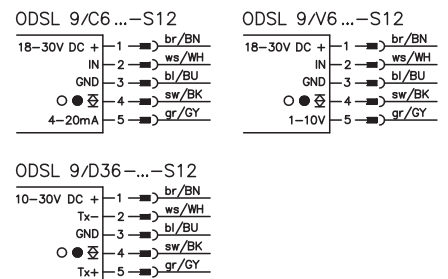 ODSL 9/C6...-S12
18-30V DC + 1 br/BN
IN 2 ws/WH
GND 3 bl/BU
4 sw/BK
4-20mA 5 gr/GY
ODSL 9/V6...-S12
18-30V DC + 1 br/BN
IN 2 ws/WH
GND 3 bl/BU
4 sw/BK
1-10V 5 gr/GY
ODSL 9/D36-...-S12
10-30V DC + 1 br/BN
Tx- 2 ws/WH
GND 3 bl/BU
4 sw/BK
Tx+ 5 gr/GY